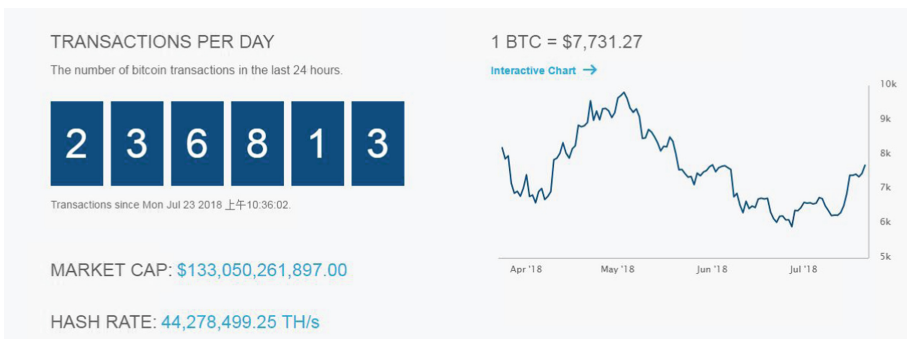 TRANSACTIONS PER DAY
The number of bitcoin transactions in the last 24 hours.
2 3 6 8 1 3
Transactions since Mon Jul 23 2018 上午10:36:02.
MARKET CAP: $133,050,261,897.00
HASH RATE: 44,278,499.25 TH/s
1 BTC = $7,731.27
Interactive Chart →
10k
9k
8k
7k
6k
5k
Apr '18 May '18 Jun '18 Jul '18